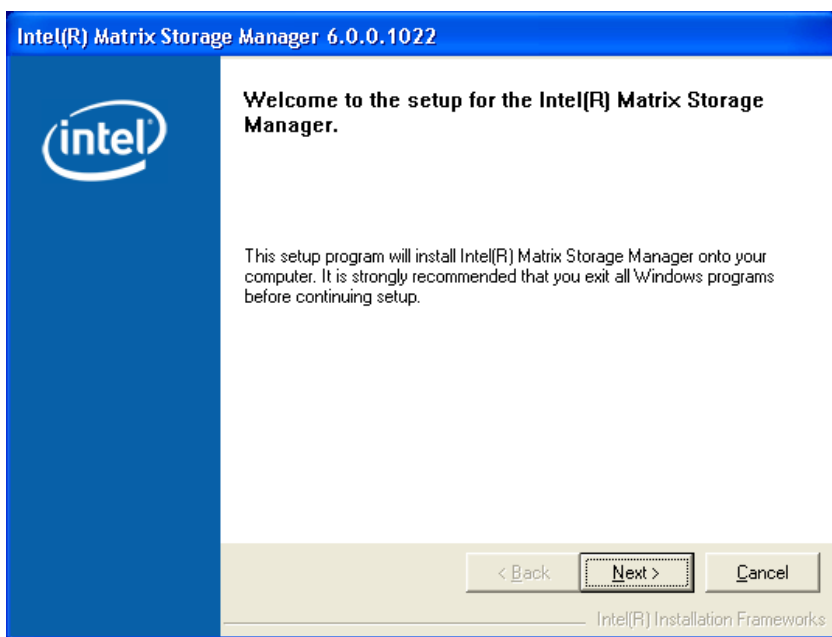 Intel(R) Matrix Storage Manager 6.0.0.1022
intel
Welcome to the setup for the Intel(R) Matrix Storage
Manager.
This setup program will install Intel(R) Matrix Storage Manager onto your
computer. It is strongly recommended that you exit all Windows programs
before continuing setup.
< Back
Next >
Cancel
Intel(R) Installation Frameworks